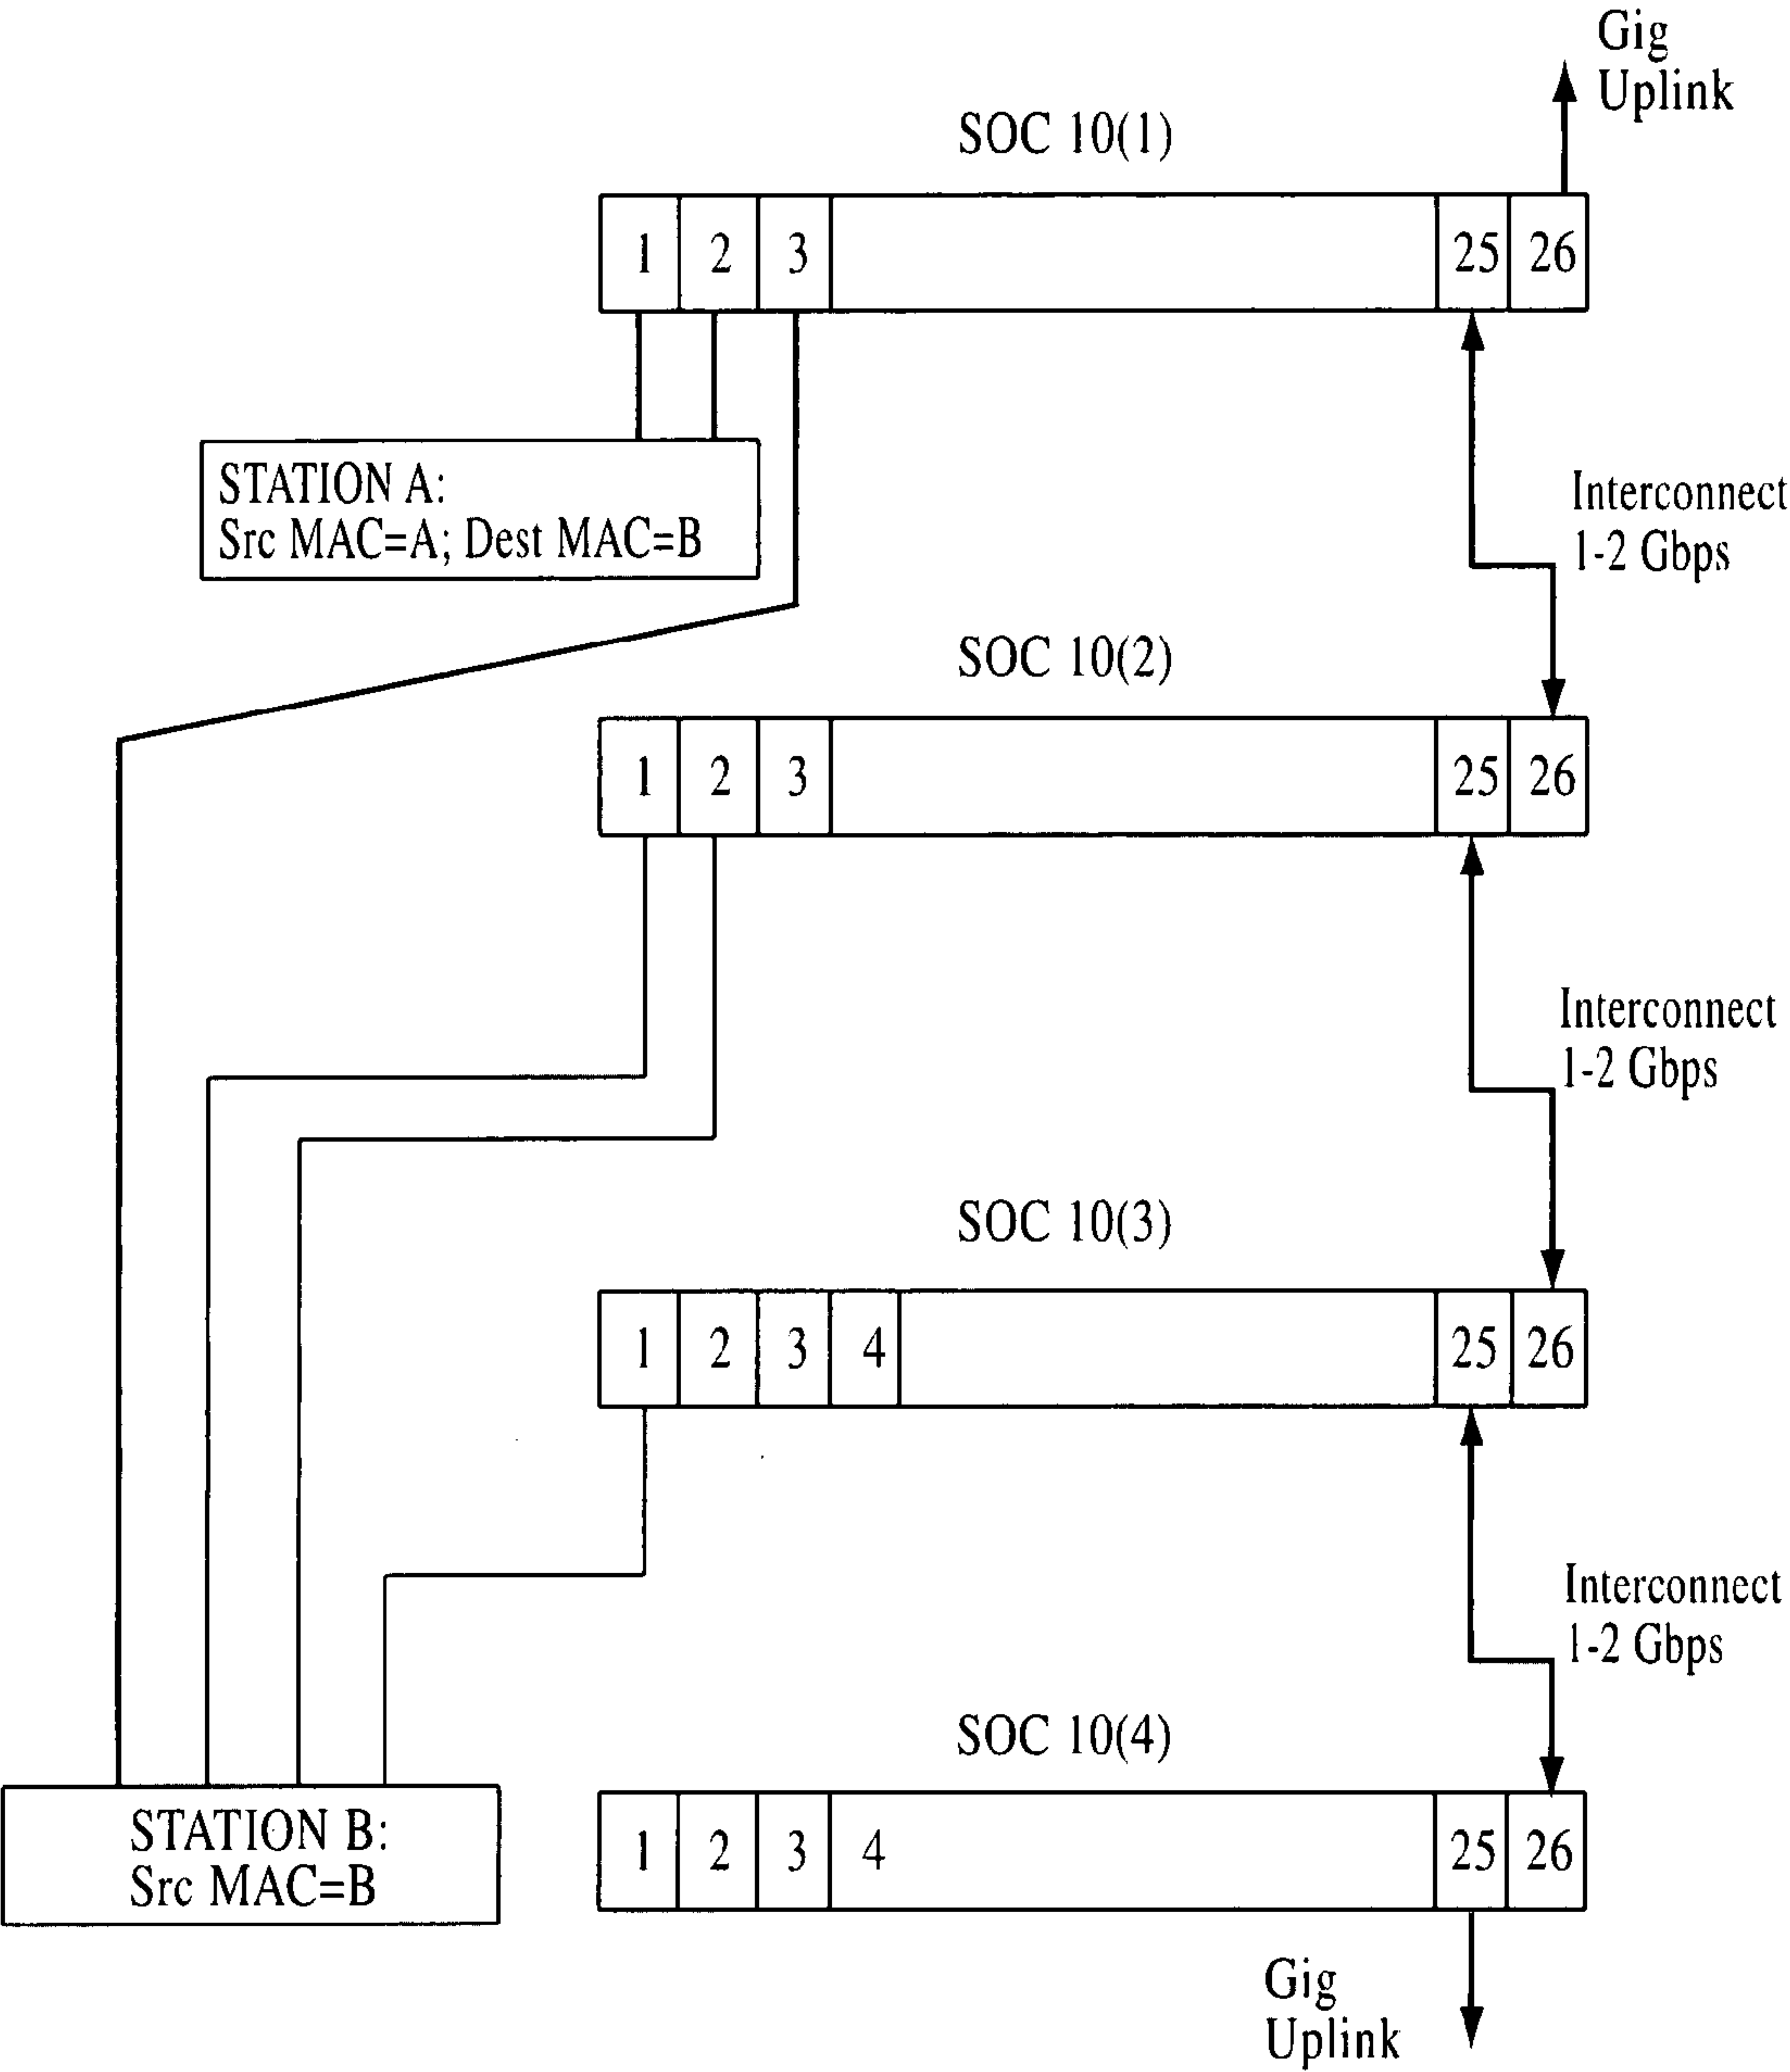 Gig
Uplink
SOC 10(1)
1 2 3 25 26
STATION A:
Src MAC=A; Dest MAC=B
Interconnect
1-2 Gbps
SOC 10(2)
1 2 3 25 26
Interconnect
1-2 Gbps
SOC 10(3)
1 2 3 4 25 26
Interconnect
1-2 Gbps
SOC 10(4)
1 2 3 4 25 26
STATION B:
Src MAC=B
Gig
Uplink